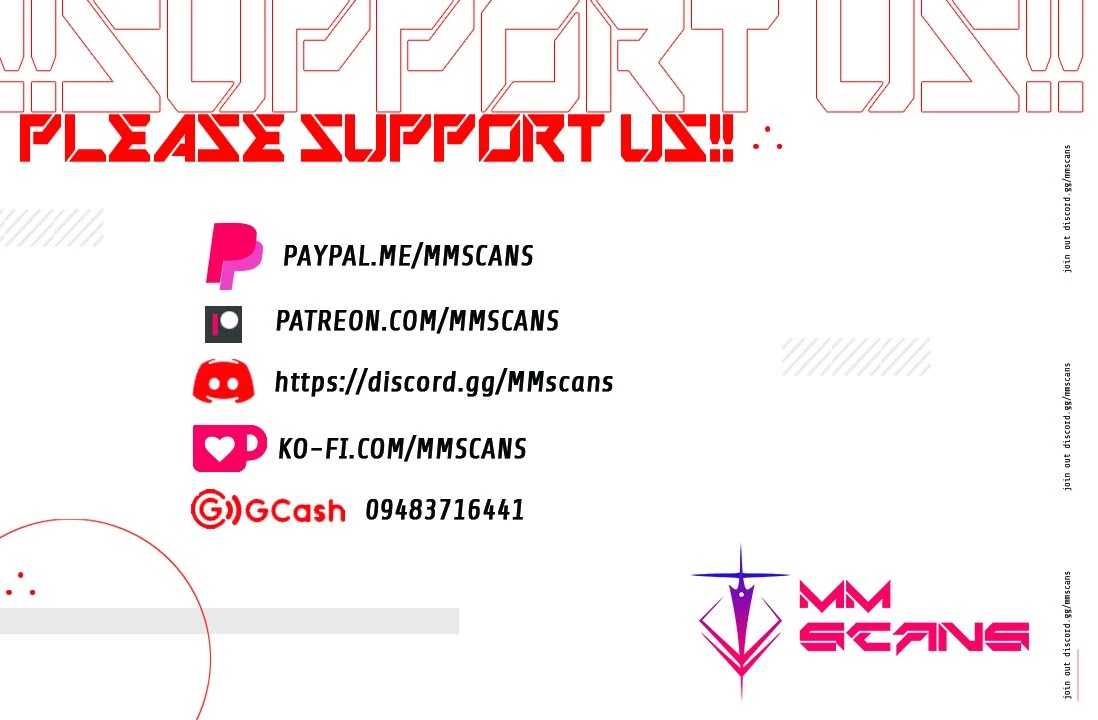 !!SUPPORT US!!
PLEASE SUPPORT US!!
PAYPAL.ME/MMSCANS
PATREON.COM/MMSCANS
https://discord.gg/MMscans
KO-FI.COM/MMSCANS
GCash 09483716441
MM
SCANS
join out discord.gg/mmscans
join out discord.gg/mmscans
join out discord.gg/mmscans